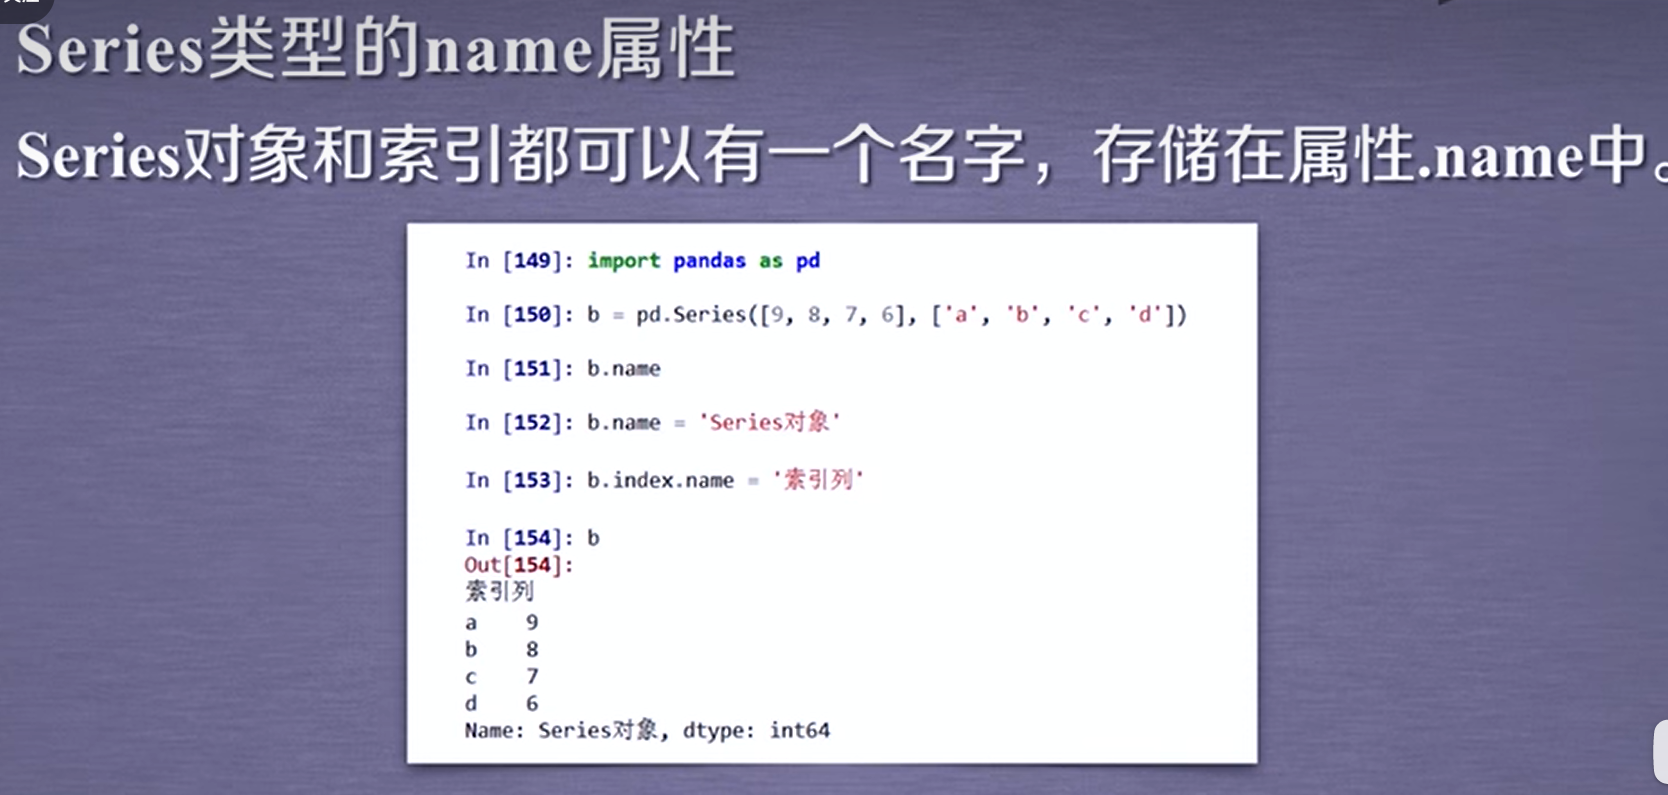 Series类型的name属性
Series对象和索引都可以有一个名字，存储在属性.name中。
In [149]: import pandas as pd
In [150]: b = pd.Series([9, 8, 7, 6], ['a', 'b', 'c', 'd'])
In [151]: b.name
In [152]: b.name = 'Series对象'
In [153]: b.index.name = '索引列'
In [154]: b
Out[154]:
索引列
a    9
b    8
c    7
d    6
Name: Series对象, dtype: int64